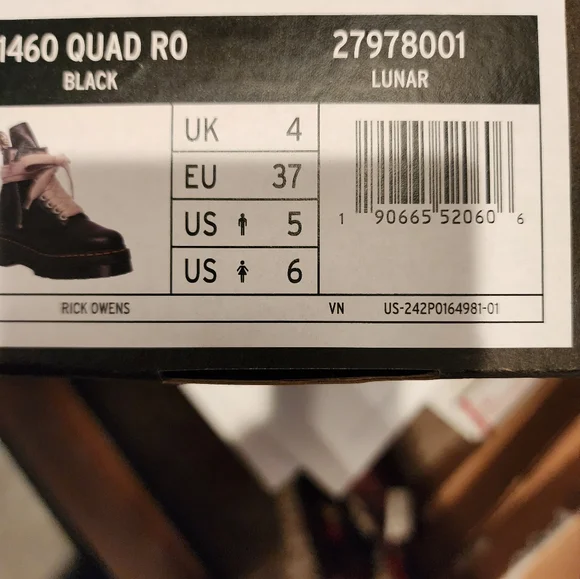 1460 QUAD RO 27978001
BLACK LUNAR
UK 4
EU 37
US 5
US 6
1 90665 52060 6
RICK OWENS VN US-242P0164981-01